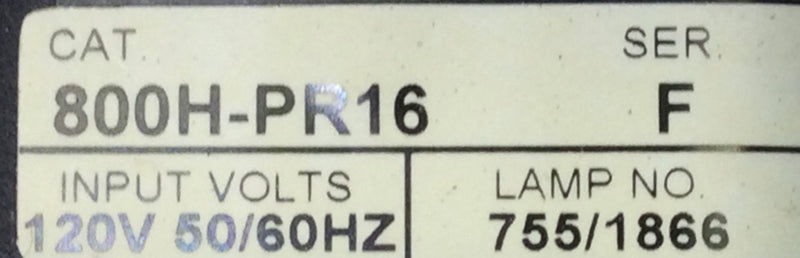 CAT. SER.
800H-PR16 F
INPUT VOLTS LAMP NO.
120V 50/60HZ 755/1866